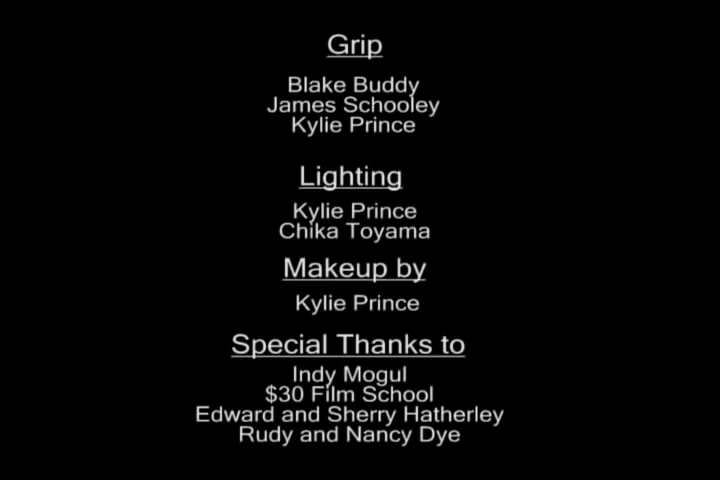 Grip
Blake Buddy
James Schooley
Kylie Prince
Lighting
Kylie Prince
Chika Toyama
Makeup by
Kylie Prince
Special Thanks to
Indy Mogul
$30 Film School
Edward and Sherry Hatherley
Rudy and Nancy Dye